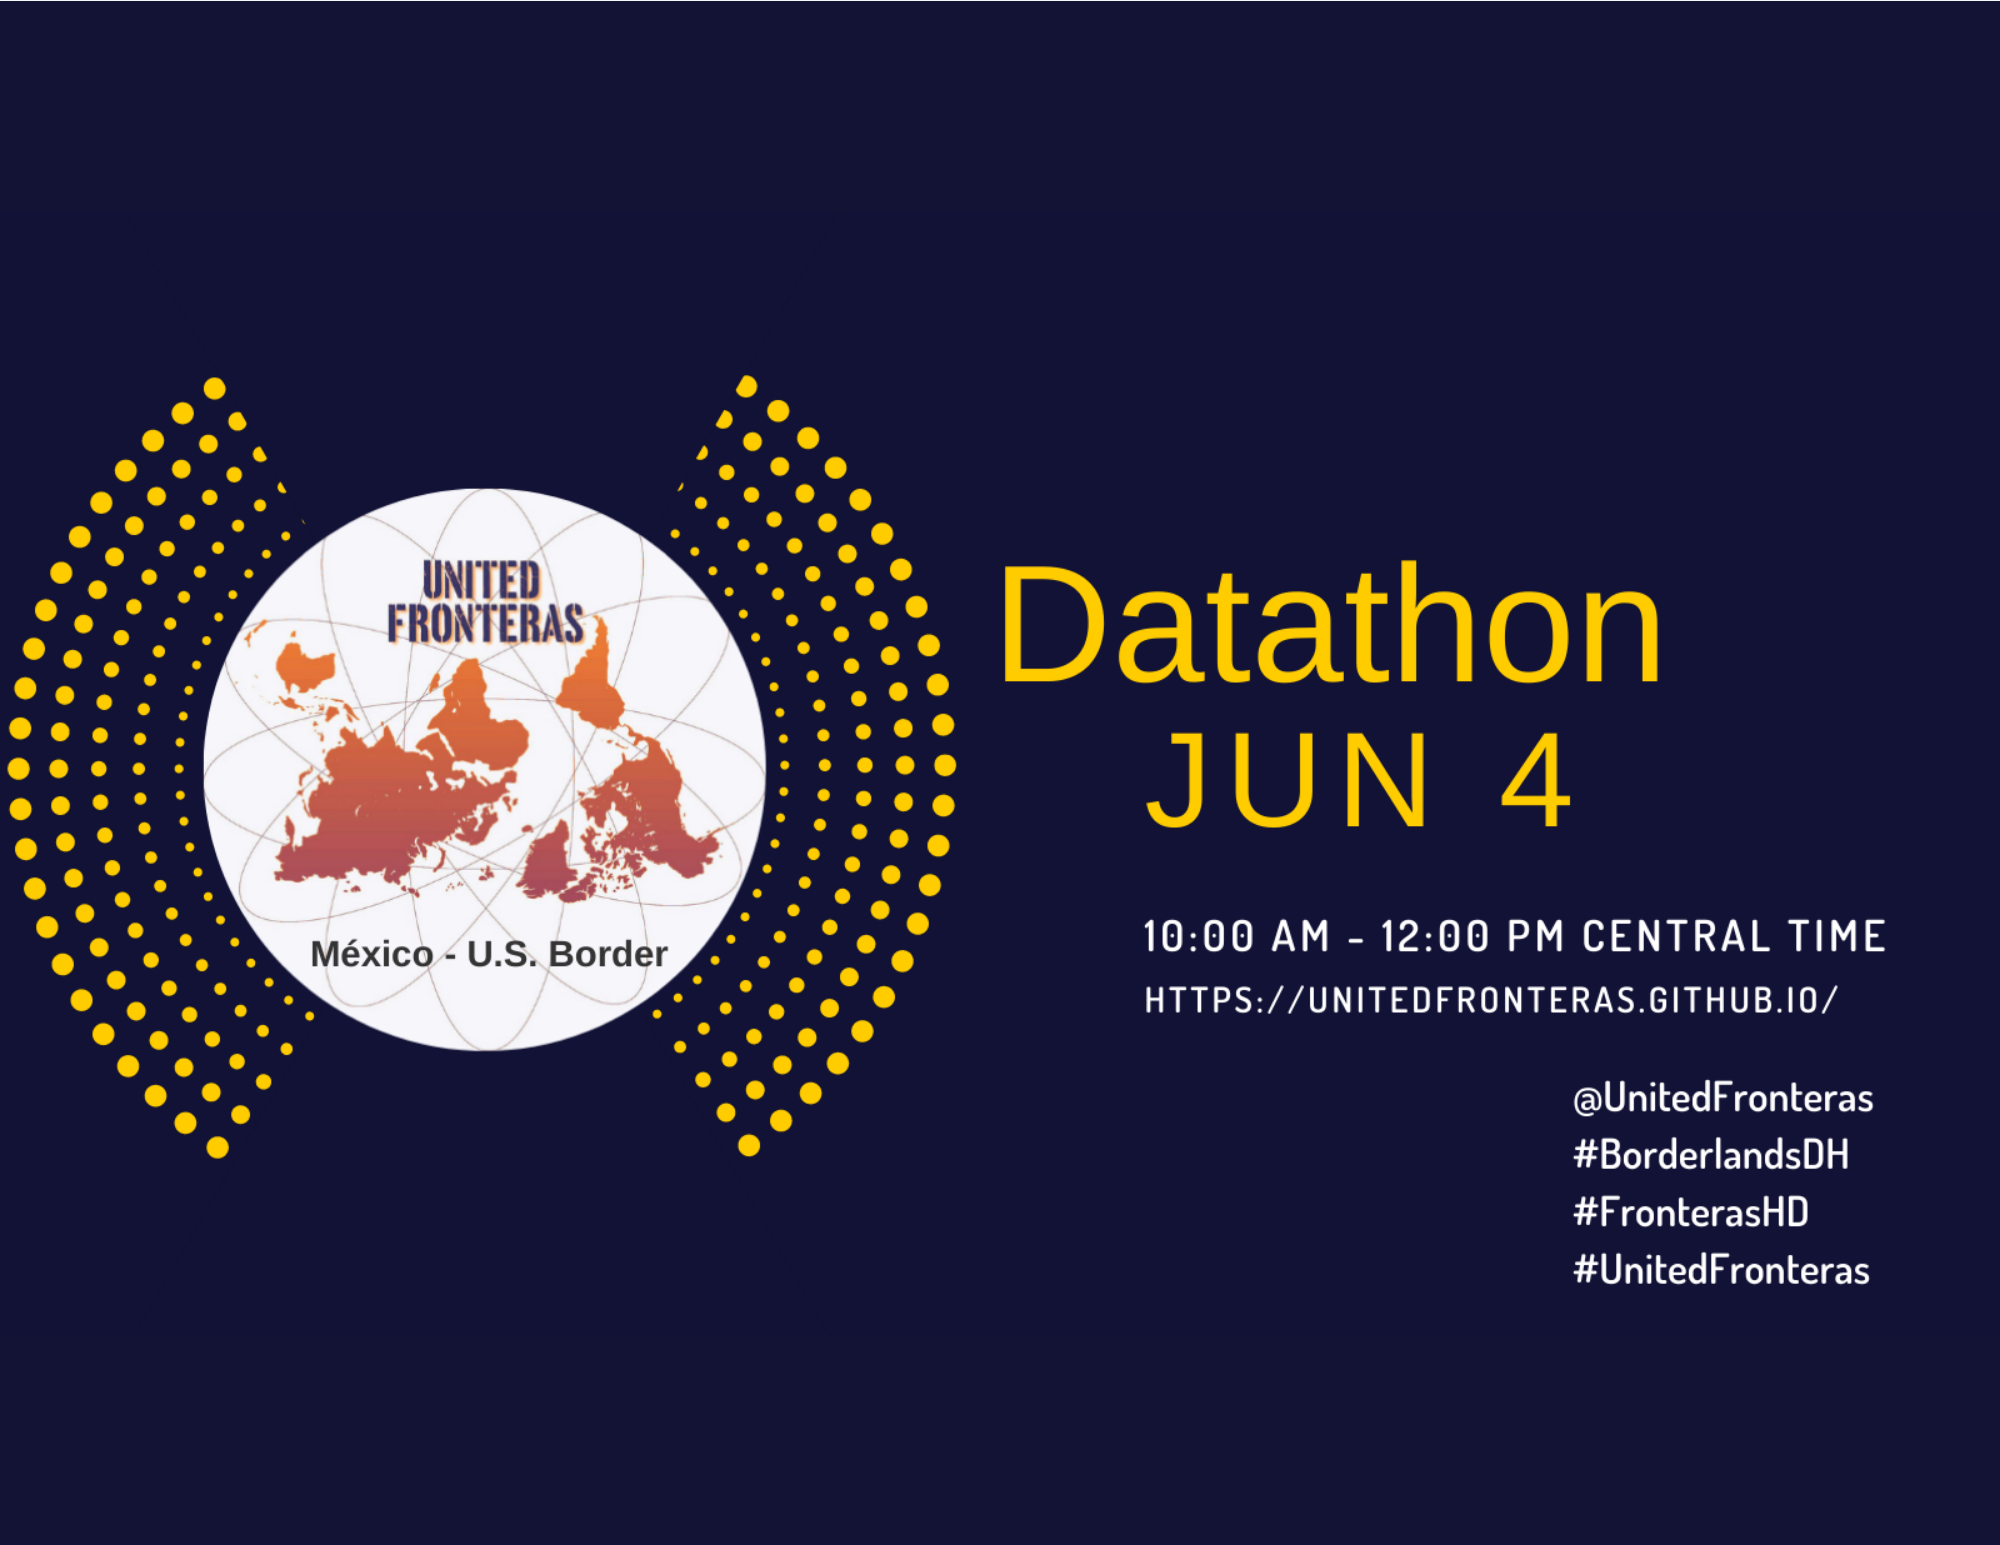 UNITED
FRONTERAS
México - U.S. Border
Datathon
JUN 4
10:00 AM - 12:00 PM CENTRAL TIME
HTTPS://UNITEDFRONTERAS.GITHUB.IO/
@UnitedFronteras
#BorderlandsDH
#FronterasHD
#UnitedFronteras